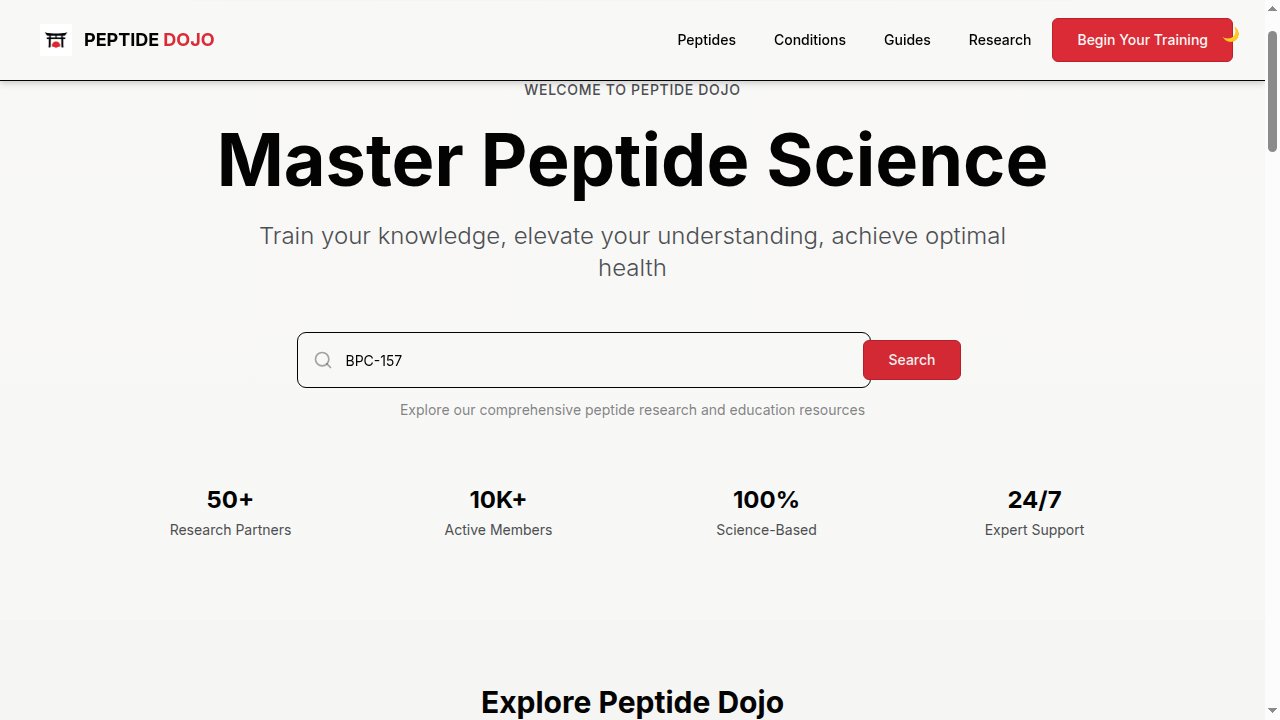 PEPTIDE DOJO
Peptides
Conditions
Guides
Research
Begin Your Training
WELCOME TO PEPTIDE DOJO
Master Peptide Science
Train your knowledge, elevate your understanding, achieve optimal
health
BPC-157
Search
Explore our comprehensive peptide research and education resources
50+
Research Partners
10K+
Active Members
100%
Science-Based
24/7
Expert Support
Explore Peptide Dojo